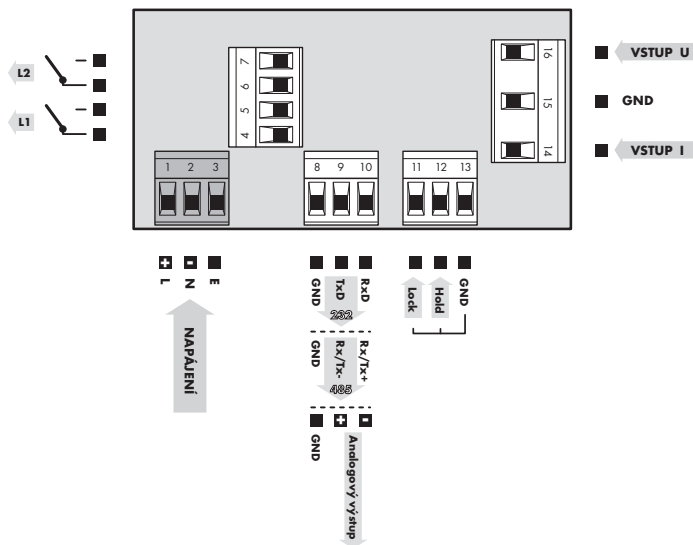 L2
L1
7
6
5
4
16
15
14
VSTUP U
GND
VSTUP I
1 2 3
8 9 10
11 12 13
+ - 
L N E
NAPÁJENÍ
GND TxD RxD
232
GND Rx/Tx- Rx/Tx+
485
+ -
GND
Analogový výstup
Lock Hold GND